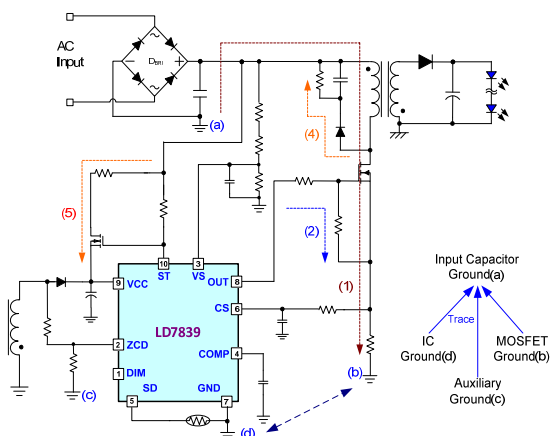 AC
Input
DBRI
(a)
(4)
(5)
(2)
(1)
10
3
ST
VS
OUT
8
9
VCC
CS
6
LD7839
2
ZCD
COMP
4
1
DIM
SD
GND
5
7
(c)
(d)
(b)
Input Capacitor
Ground(a)
Trace
IC
Ground(d)
MOSFET
Ground(b)
Auxiliary
Ground(c)